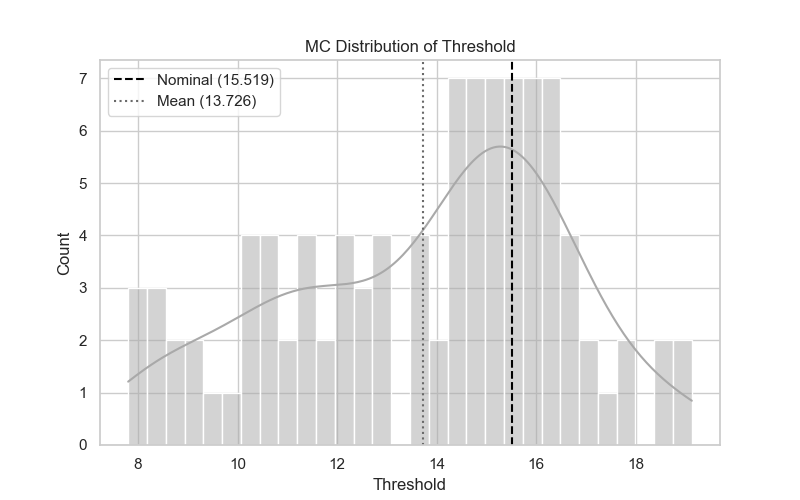 MC Distribution of Threshold
Nominal (15.519)
Mean (13.726)
7
6
5
4
3
2
1
0
Count
8 10 12 14 16 18
Threshold